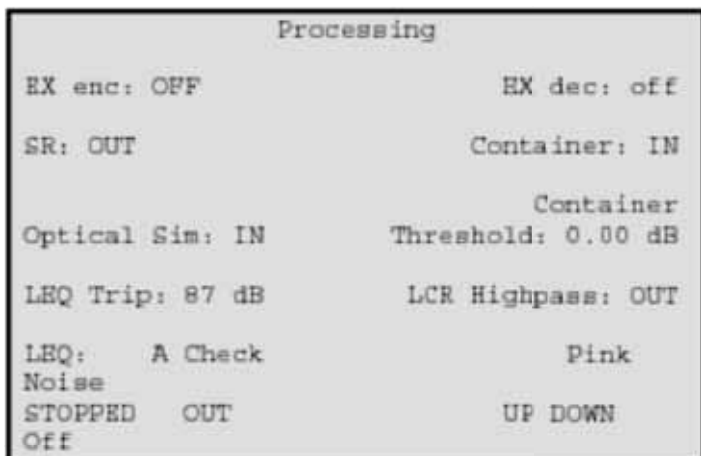 Processing
EX enc: OFF EX dec: off
SR: OUT Container: IN
Container
Optical Sim: IN Threshold: 0.00 dB
LEQ Trip: 87 dB LCR Highpass: OUT
LEQ: A Check Pink
Noise
STOPPED OUT UP DOWN
Off